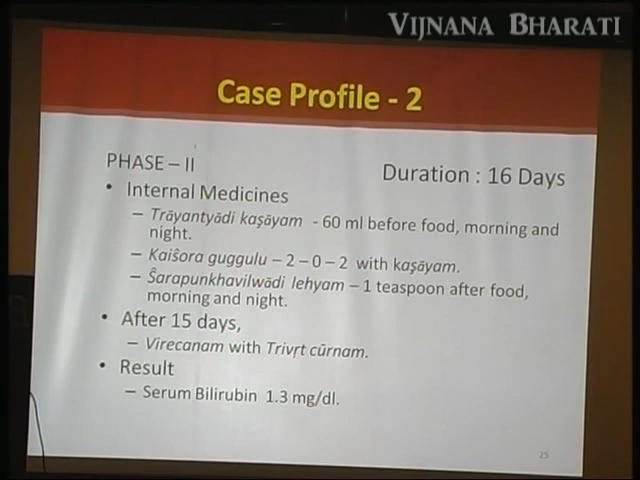 VIJNANA BHARATI
Case Profile - 2
PHASE – II
Duration : 16 Days
• Internal Medicines
– Trāyantyādi kaṣāyam - 60 ml before food, morning and
night.
– Kaiŝora guggulu – 2 – 0 – 2 with kaṣāyam.
– Ŝarapunkhavilwādi lehyam – 1 teaspoon after food,
morning and night.
• After 15 days,
– Virecanam with Trivṛt cūrnam.
• Result
– Serum Bilirubin 1.3 mg/dl.
25